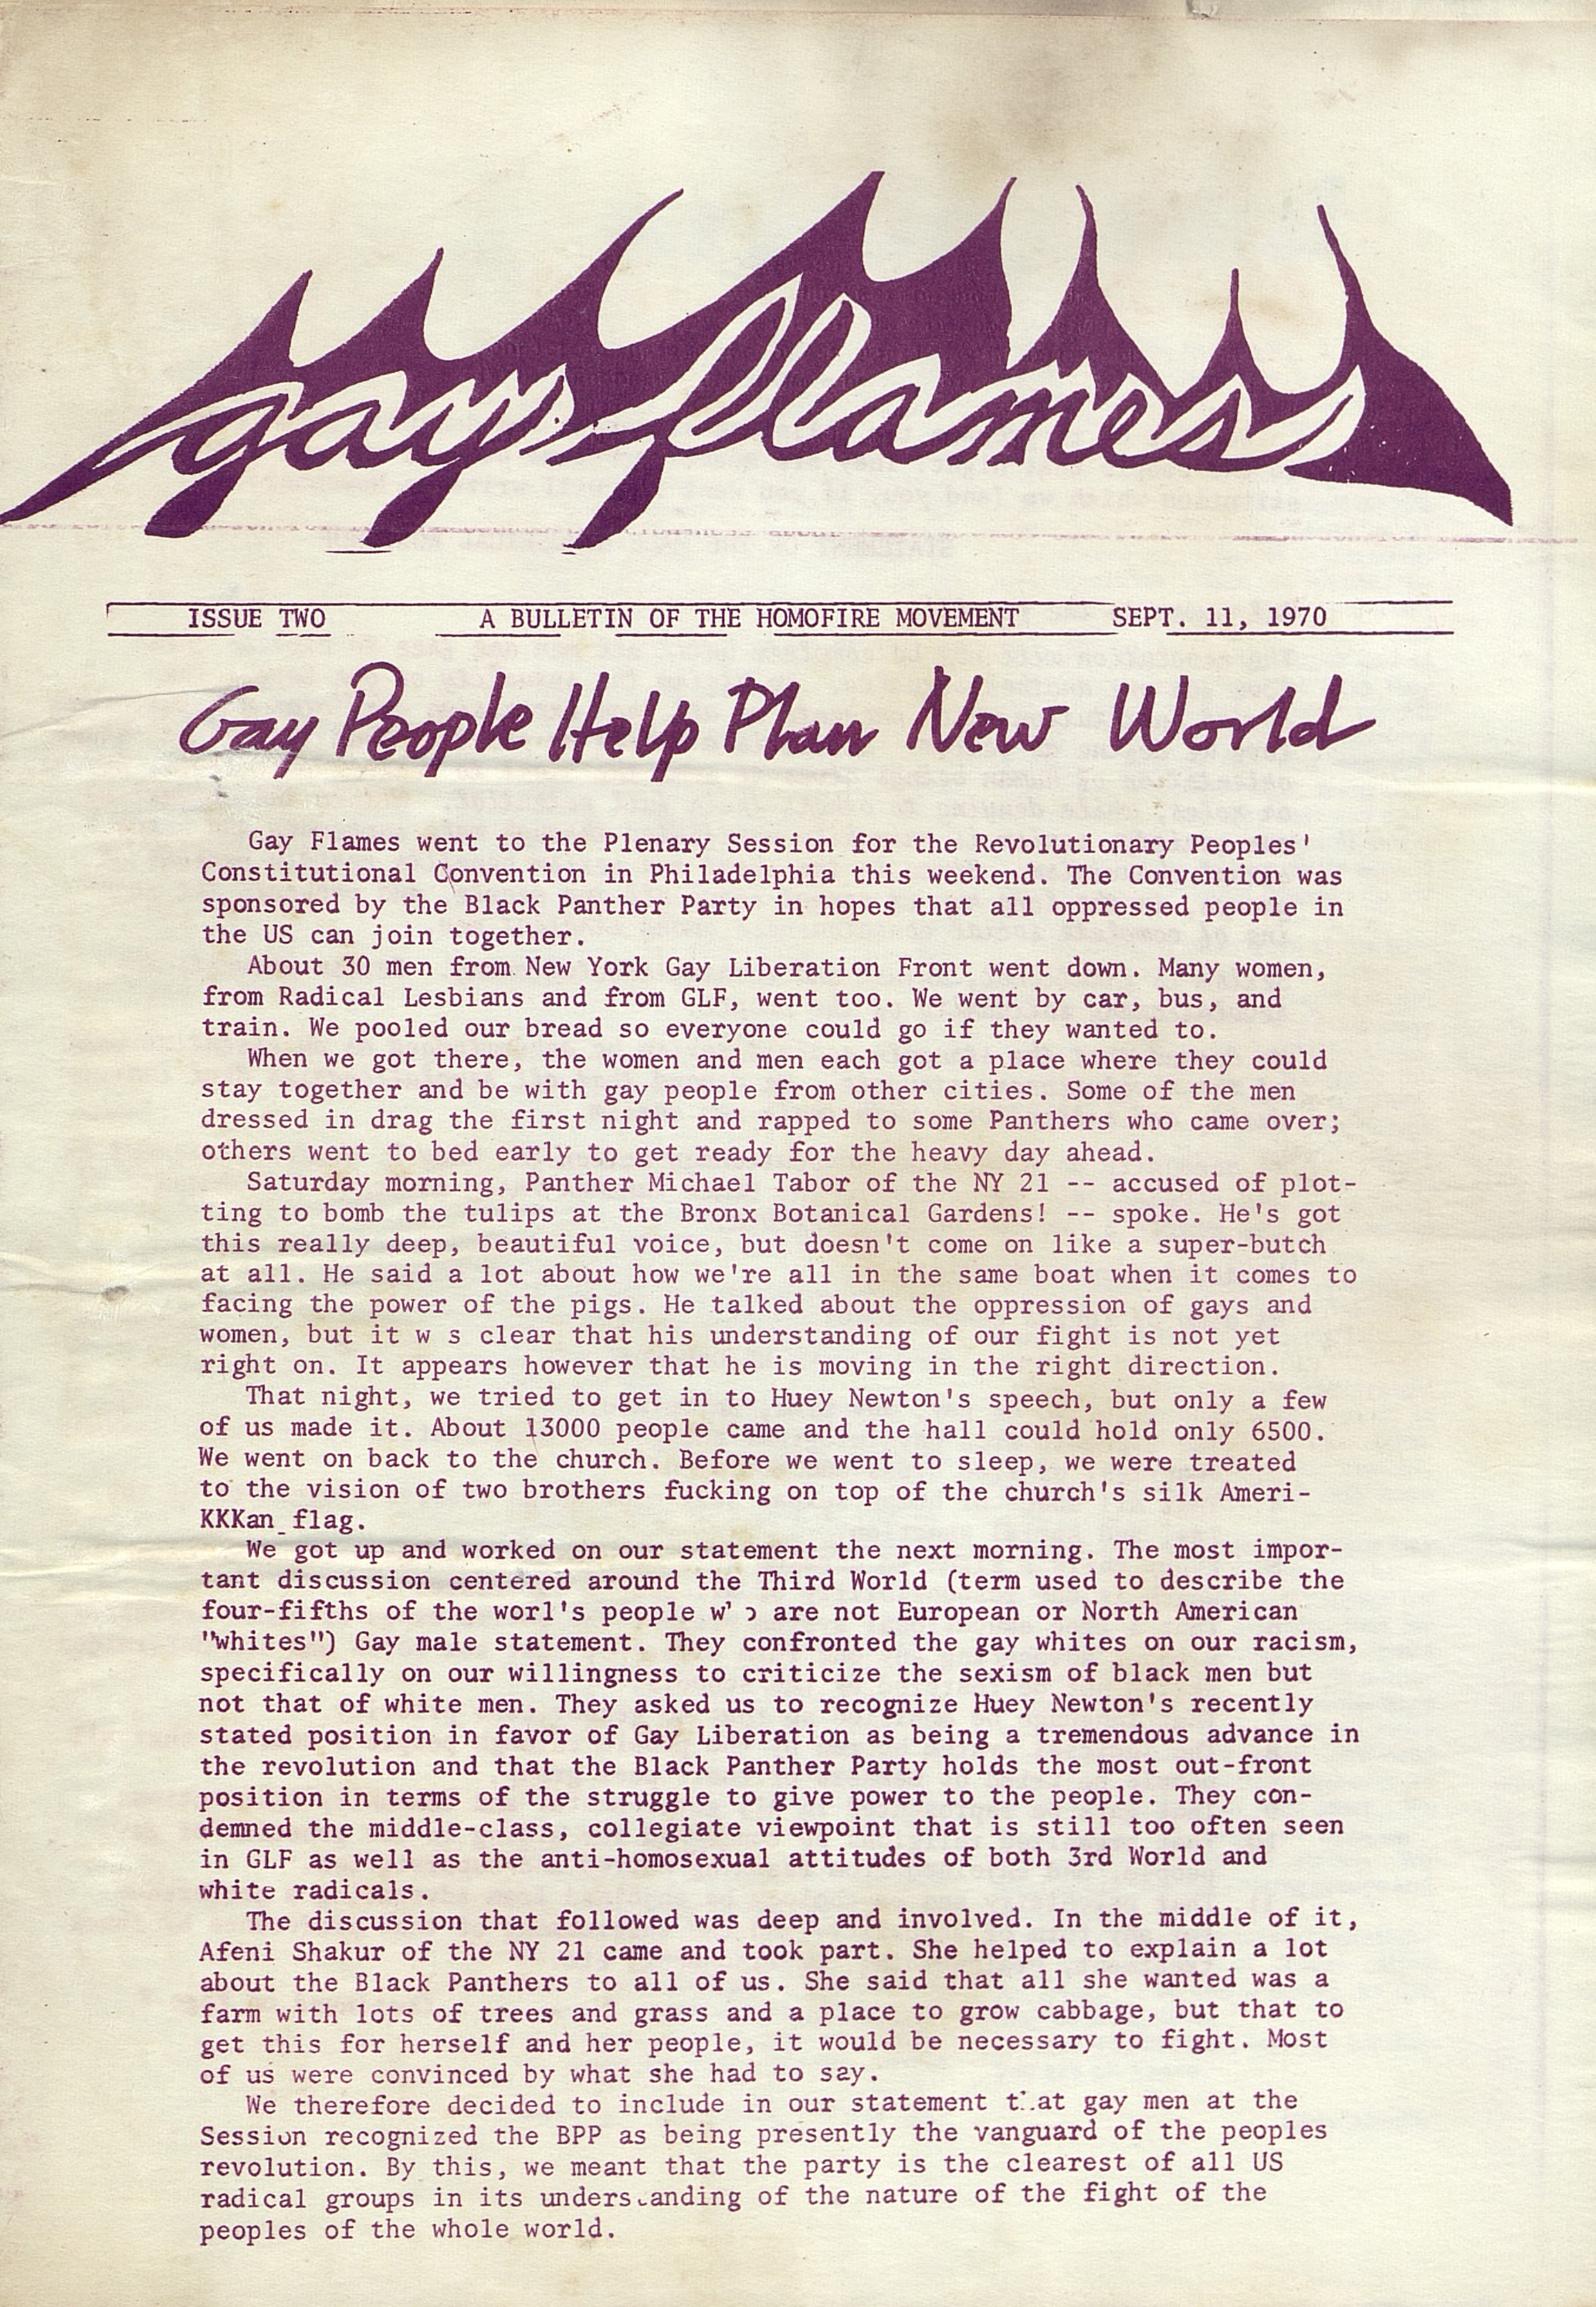 gay flames
ISSUE TWO A BULLETIN OF THE HOMOFIRE MOVEMENT SEPT. 11, 1970
Gay People Help Plan New World
Gay Flames went to the Plenary Session for the Revolutionary Peoples'
Constitutional Convention in Philadelphia this weekend. The Convention was
sponsored by the Black Panther Party in hopes that all oppressed people in
the US can join together.
About 30 men from New York Gay Liberation Front went down. Many women,
from Radical Lesbians and from GLF, went too. We went by car, bus, and
train. We pooled our bread so everyone could go if they wanted to.
When we got there, the women and men each got a place where they could
stay together and be with gay people from other cities. Some of the men
dressed in drag the first night and rapped to some Panthers who came over;
others went to bed early to get ready for the heavy day ahead.
Saturday morning, Panther Michael Tabor of the NY 21 -- accused of plot-
ting to bomb the tulips at the Bronx Botanical Gardens! -- spoke. He's got
this really deep, beautiful voice, but doesn't come on like a super-butch
at all. He said a lot about how we're all in the same boat when it comes to
facing the power of the pigs. He talked about the oppression of gays and
women, but it w s clear that his understanding of our fight is not yet
right on. It appears however that he is moving in the right direction.
That night, we tried to get in to Huey Newton's speech, but only a few
of us made it. About 13000 people came and the hall could hold only 6500.
We went on back to the church. Before we went to sleep, we were treated
to the vision of two brothers fucking on top of the church's silk Ameri-
KKKan_flag.
We got up and worked on our statement the next morning. The most impor-
tant discussion centered around the Third World (term used to describe the
four-fifths of the worl's people are not European or North American
"whites") Gay male statement. They confronted the gay whites on our racism,
specifically on our willingness to criticize the sexism of black men but
not that of white men. They asked us to recognize Huey Newton's recently
stated position in favor of Gay Liberation as being a tremendous advance in
the revolution and that the Black Panther Party holds the most out-front
position in terms of the struggle to give power to the people. They con-
demned the middle-class, collegiate viewpoint that is still too often seen
in GLF as well as the anti-homosexual attitudes of both 3rd World and
white radicals.
The discussion that followed was deep and involved. In the middle of it,
Afeni Shakur of the NY 21 came and took part. She helped to explain a lot
about the Black Panthers to all of us. She said that all she wanted was a
farm with lots of trees and grass and a place to grow cabbage, but that to
get this for herself and her people, it would be necessary to fight. Most
of us were convinced by what she had to say.
We therefore decided to include in our statement that gay men at the
Session recognized the BPP as being presently the vanguard of the peoples
revolution. By this, we meant that the party is the clearest of all US
radical groups in its understanding of the nature of the fight of the
peoples of the whole world.